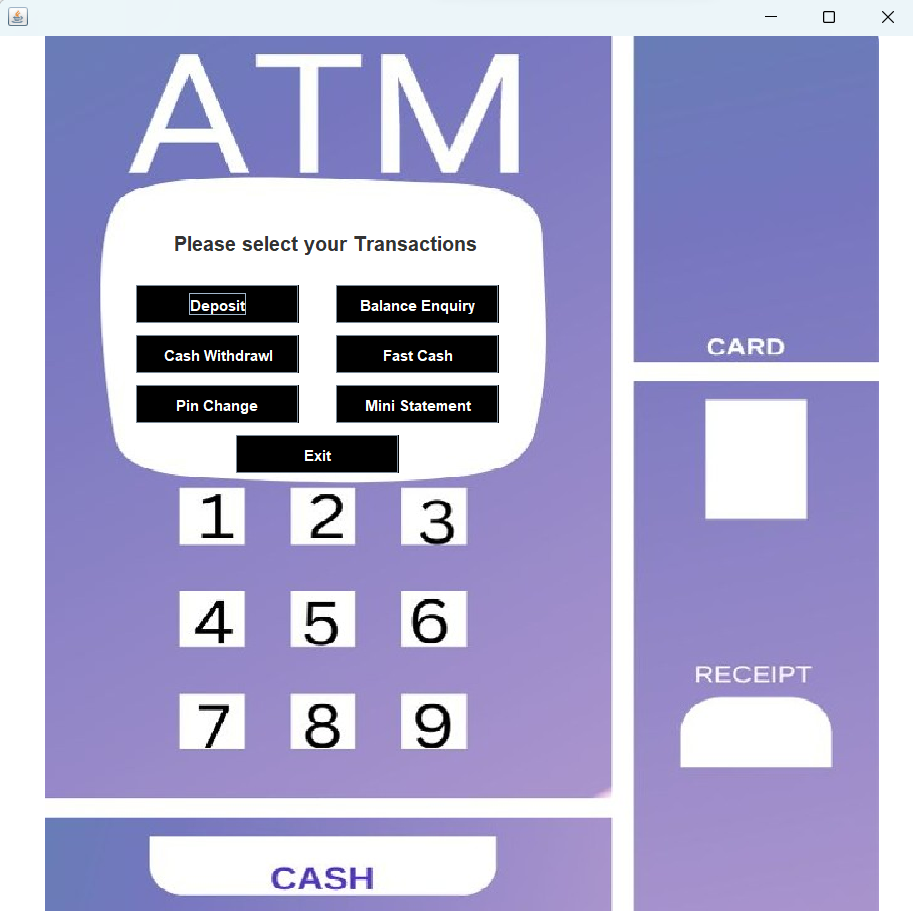 ATM
Please select your Transactions
Deposit Balance Enquiry
Cash Withdrawl Fast Cash
Pin Change Mini Statement
Exit
1 2 3
4 5 6
7 8 9
CASH
CARD
RECEIPT